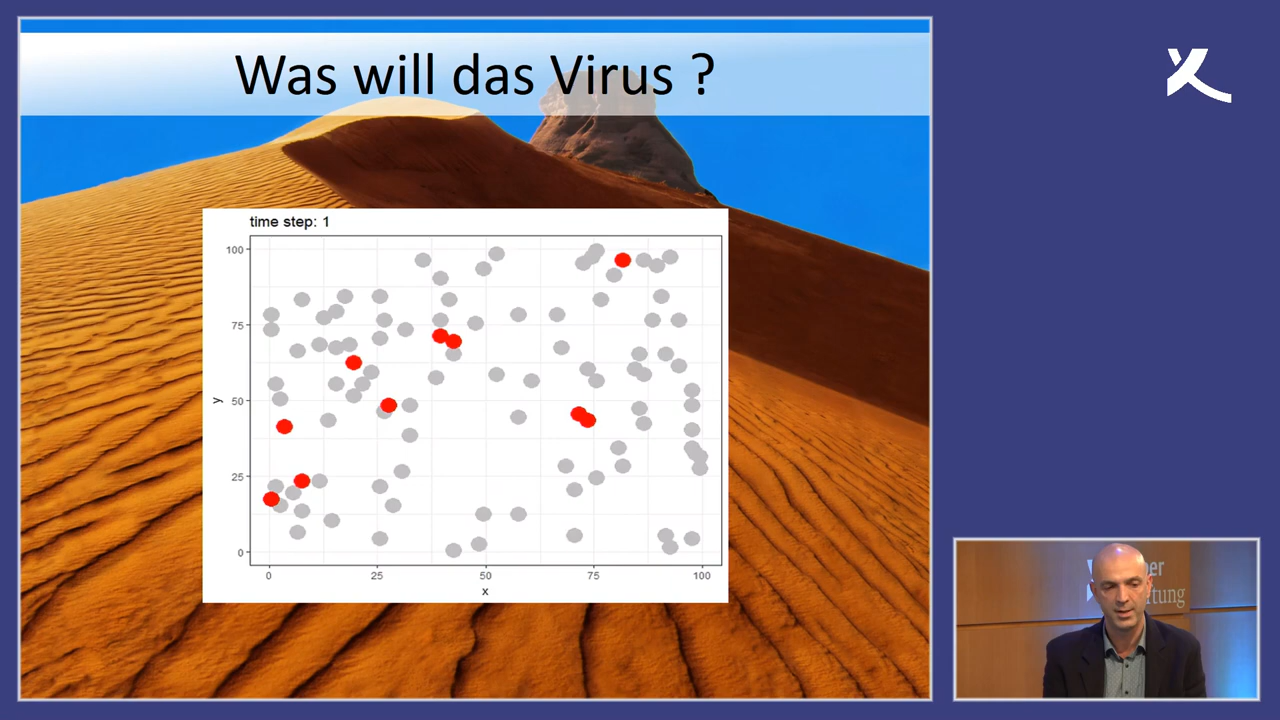 Was will das Virus ?
time step: 1
100
75
50
25
0
y
0 25 50 75 100
x